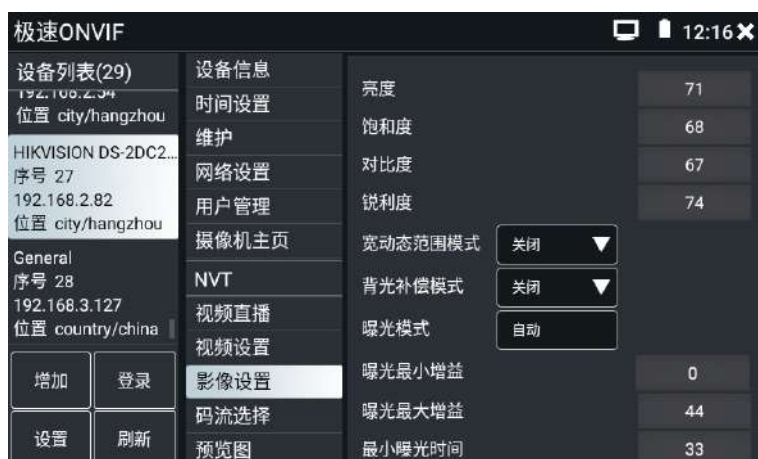 极速ONVIF
12:16
设备列表(29)
192.168.2.54
位置 city/hangzhou
HIKVISION DS-2DC2...
序号 27
192.168.2.82
位置 city/hangzhou
General
序号 28
192.168.3.127
位置 country/china
增加
登录
设置
刷新
设备信息
时间设置
维护
网络设置
用户管理
摄像机主页
NVT
视频直播
视频设置
影像设置
码流选择
预览图
亮度 71
饱和度 68
对比度 67
锐利度 74
宽动态范围模式 关闭
背光补偿模式 关闭
曝光模式 自动
曝光最小增益 0
曝光最大增益 44
最小曝光时间 33